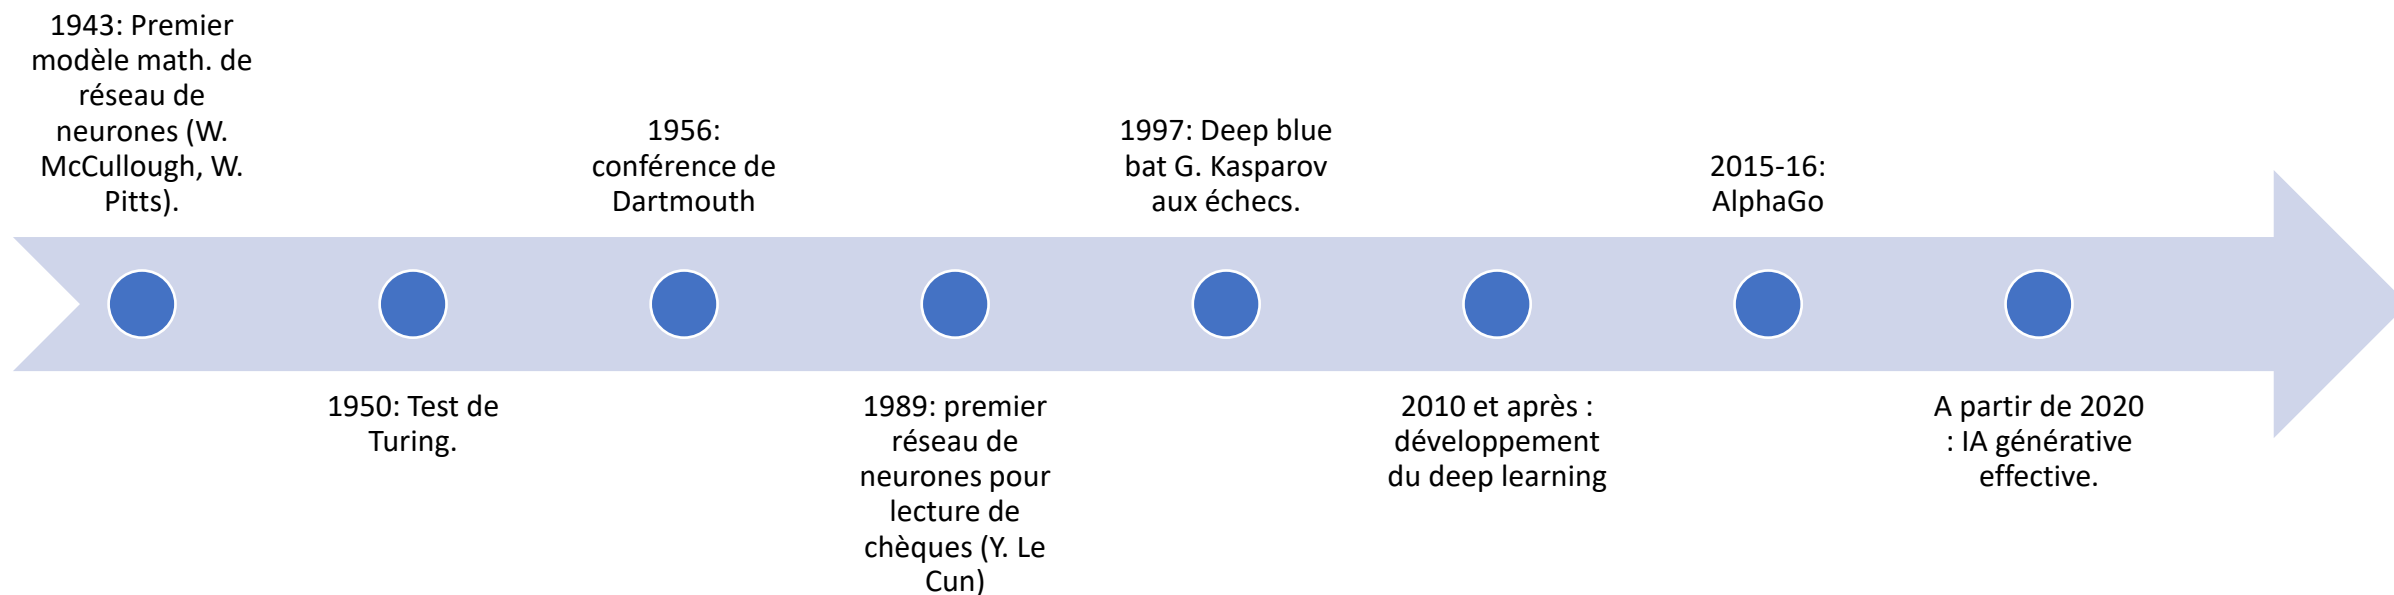 1943: Premier
modèle math. de
réseau de
neurones (W.
McCullough, W.
Pitts).
1950: Test de
Turing.
1956:
conférence de
Dartmouth
1989: premier
réseau de
neurones pour
lecture de
chèques (Y. Le
Cun)
1997: Deep blue
bat G. Kasparov
aux échecs.
2010 et après :
développement
du deep learning
2015-16:
AlphaGo
A partir de 2020
: IA générative
effective.